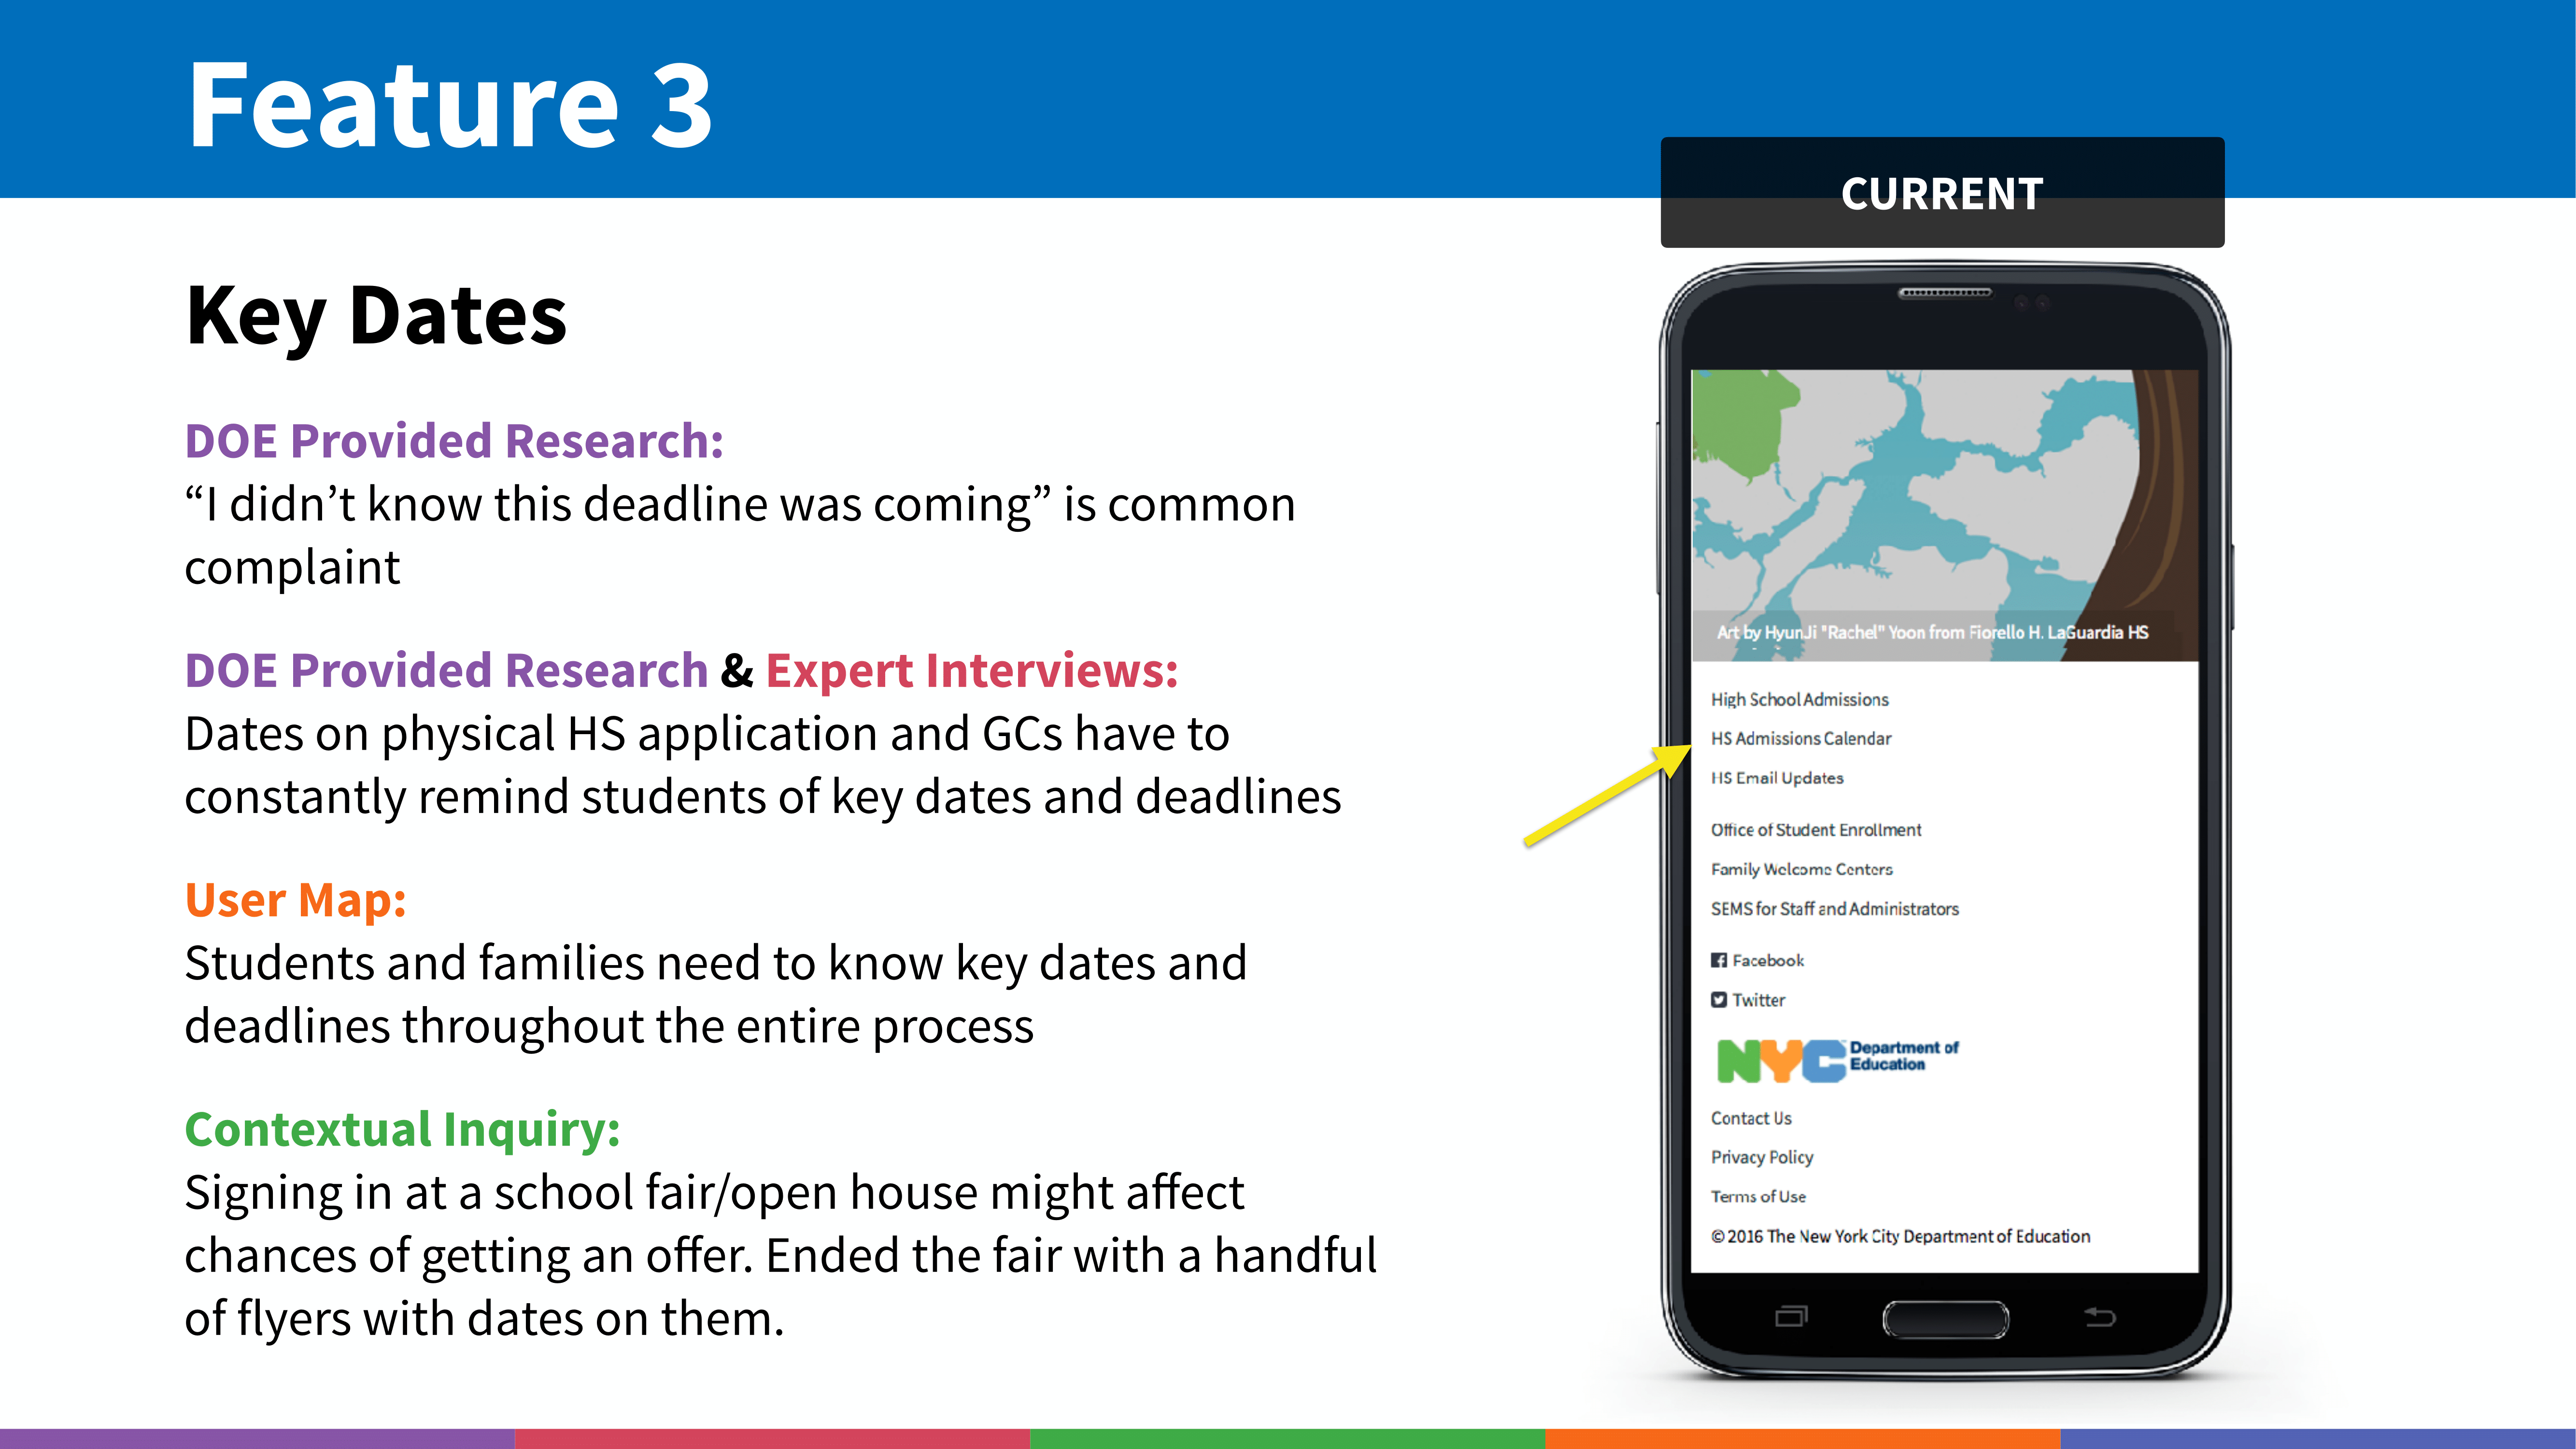 Feature 3
CURRENT
Key Dates
DOE Provided Research:
“I didn’t know this deadline was coming” is common
complaint
DOE Provided Research & Expert Interviews:
Dates on physical HS application and GCs have to
constantly remind students of key dates and deadlines
User Map:
Students and families need to know key dates and
deadlines throughout the entire process
Contextual Inquiry:
Signing in at a school fair/open house might affect
chances of getting an offer. Ended the fair with a handful
of flyers with dates on them.
Art by HyunJi "Rachel" Yoon from Fiorello H. LaGuardia HS
High School Admissions
HS Admissions Calendar
HS Email Updates
Office of Student Enrollment
Family Welcome Centers
SEMS for Staff and Administrators
Facebook
Twitter
NYC Department of
Education
Contact Us
Privacy Policy
Terms of Use
© 2016 The New York City Department of Education